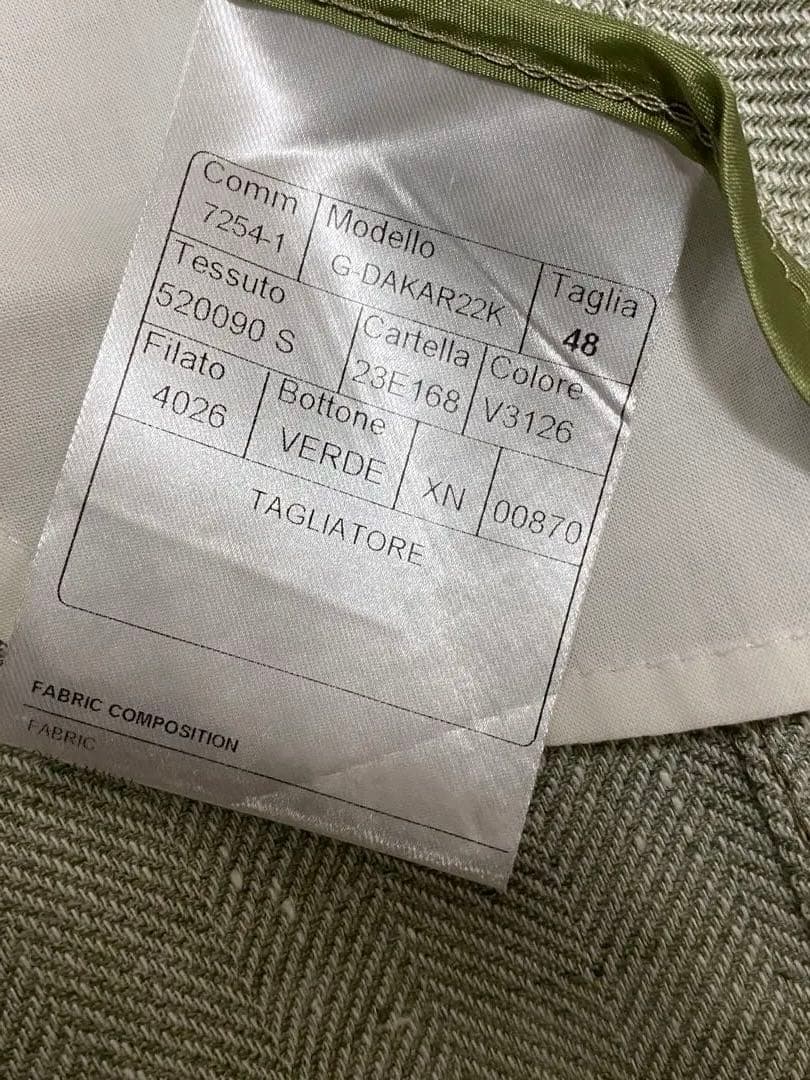 Comm Modello Taglia
7254-1 G-DAKAR22K 48
Tessuto Cartella Colore
520090 S 23E168 V3126
Filato Bottone
4026 VERDE XN 00870
TAGLIATORE
FABRIC COMPOSITION
FABRIC